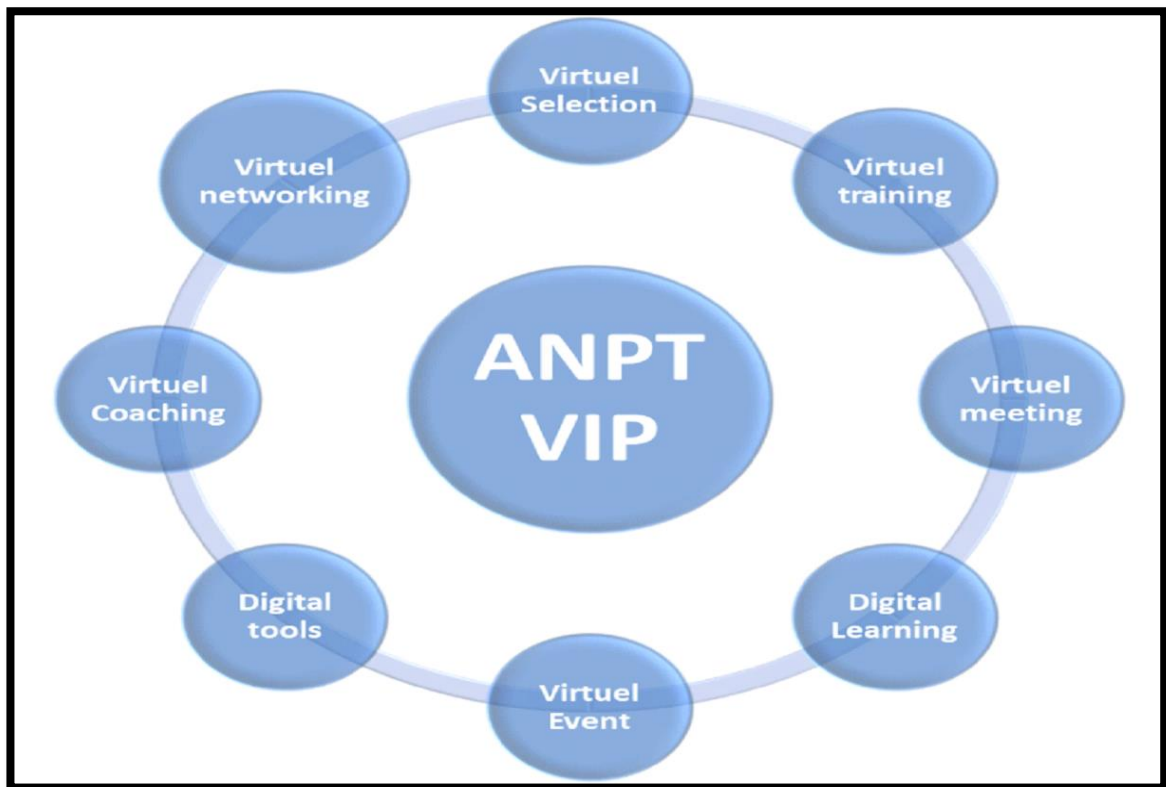 Virtuel
Selection
Virtuel
training
Virtuel
meeting
Digital
Learning
Virtuel
Event
Digital
tools
Virtuel
Coaching
Virtuel
networking
ANPT
VIP